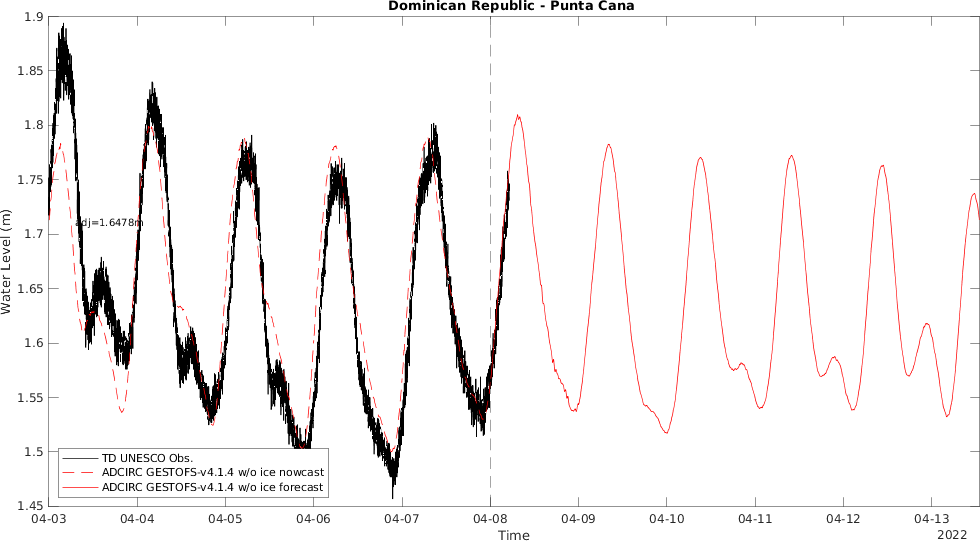 Dominican Republic - Punta Cana
1.9
1.85
1.8
1.75
1.7
1.65
1.6
1.55
1.5
1.45
Water Level (m)
adj=1.6478m
TD UNESCO Obs.
ADCIRC GESTOFS-v4.1.4 w/o ice nowcast
ADCIRC GESTOFS-v4.1.4 w/o ice forecast
04-03 04-04 04-05 04-06 04-07 04-08 04-09 04-10 04-11 04-12 04-13
Time
2022